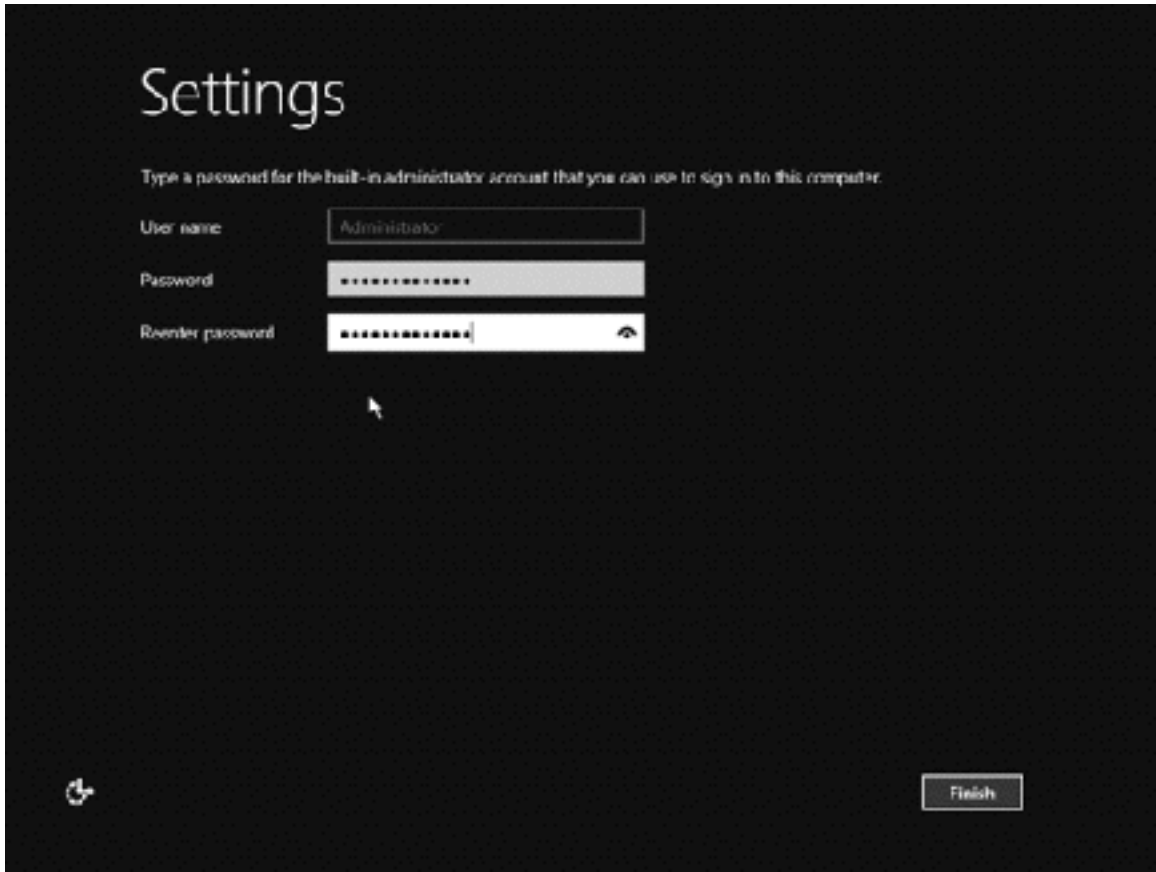 Settings
Type a password for the built-in administrator account that you can use to sign in to this computer.
User name
Administrator
Password
•••••••••••••
Reenter password
•••••••••••••
Finish